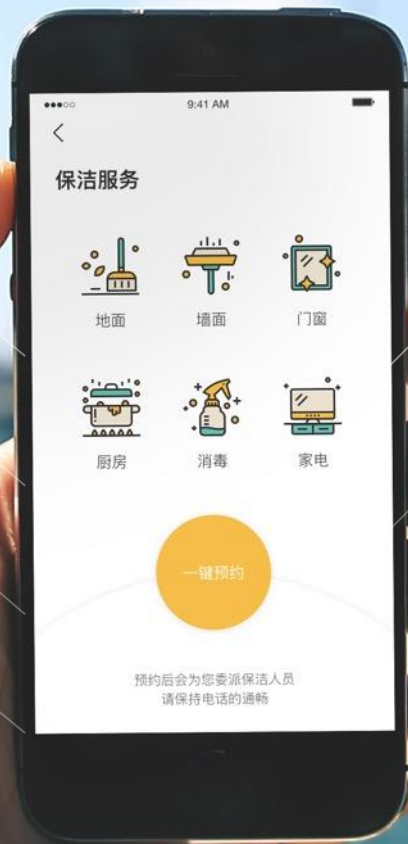 9:41 AM
保洁服务
地面
墙面
门窗
厨房
消毒
家电
一键预约
预约后会为您委派保洁人员
请保持电话的通畅